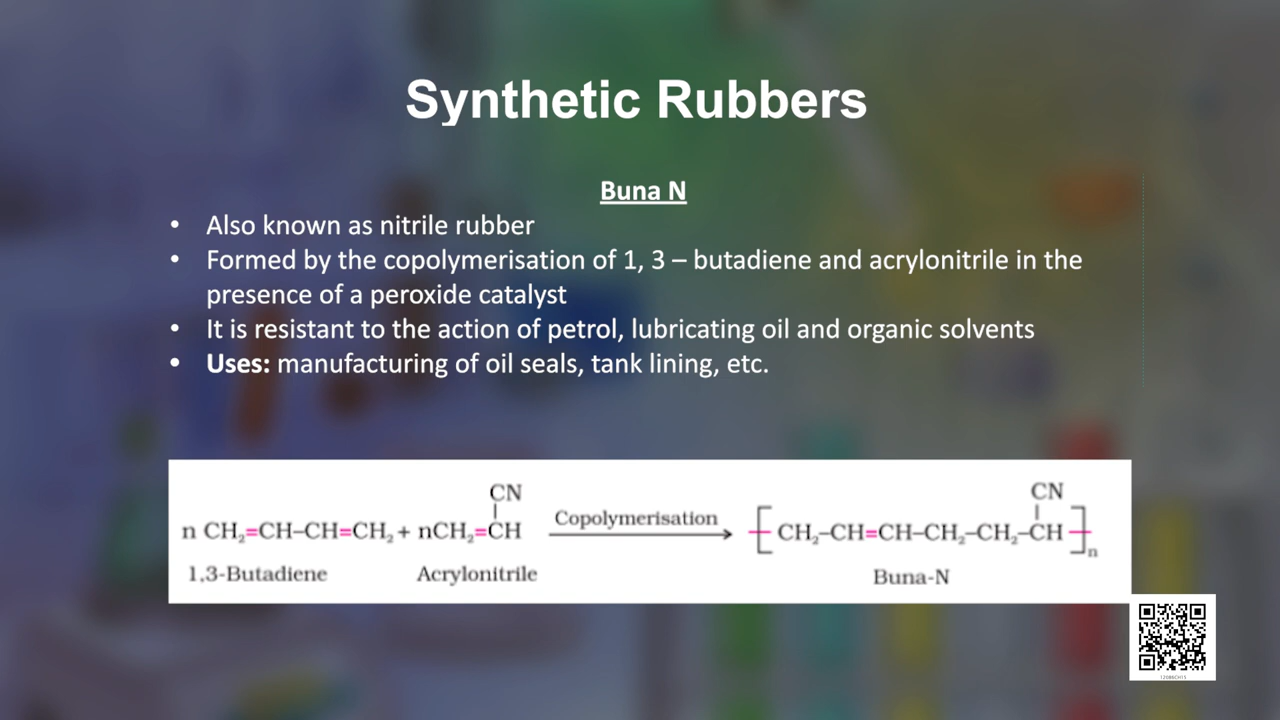 Synthetic Rubbers
Buna N
• Also known as nitrile rubber
• Formed by the copolymerisation of 1, 3 – butadiene and acrylonitrile in the
presence of a peroxide catalyst
• It is resistant to the action of petrol, lubricating oil and organic solvents
• Uses: manufacturing of oil seals, tank lining, etc.
CN
CN
n CH₂=CH–CH=CH₂ + nCH₂=CH
Copolymerisation
[CH₂–CH=CH–CH₂–CH₂–CH]n
1,3-Butadiene
Acrylonitrile
Buna-N